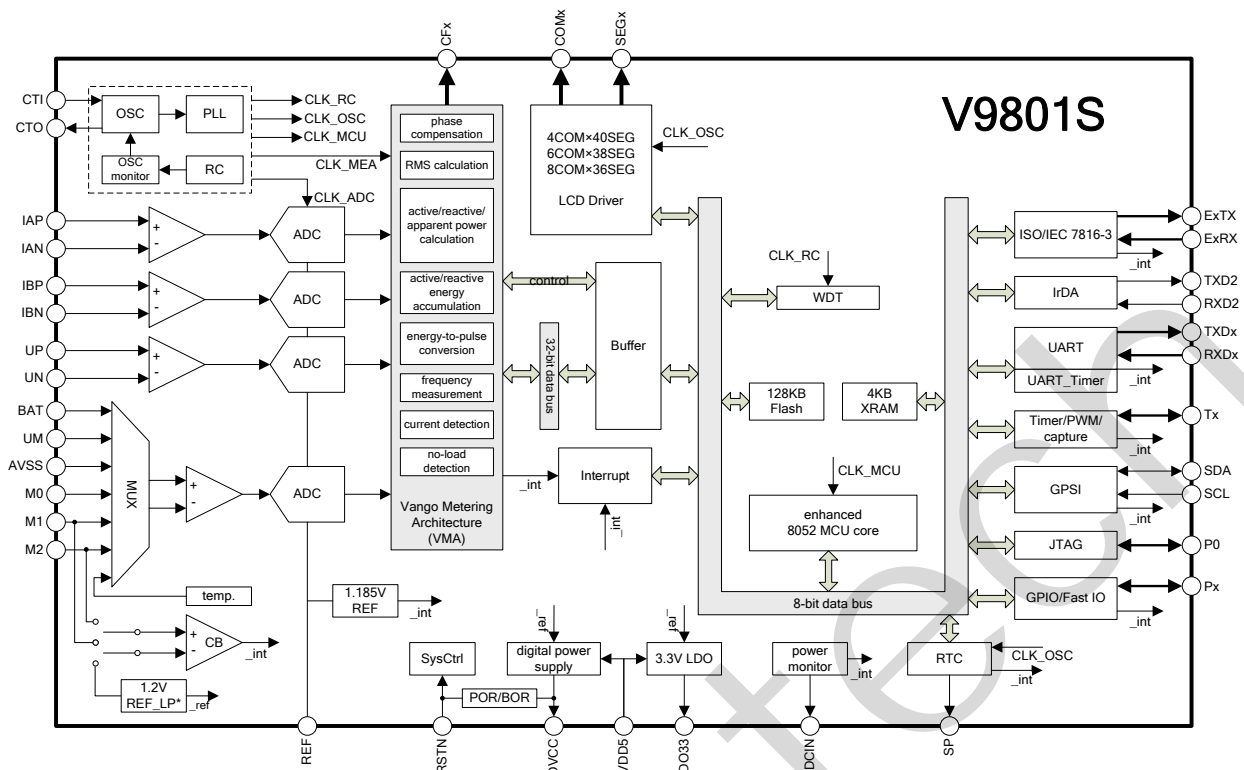 CFx
COMx
SEGx
V9801S
CTI
CTO
OSC
PLL
OSC
monitor
RC
CLK_RC
CLK_OSC
CLK_MCU
CLK_MEA
CLK_ADC
phase
compensation
RMS calculation
active/reactive/
apparent power
calculation
active/reactive
energy
accumulation
energy-to-pulse
conversion
frequency
measurement
current detection
no-load
detection
Vango Metering
Architecture
(VMA)
4COM×40SEG
6COM×38SEG
8COM×36SEG
LCD Driver
CLK_OSC
IAP
IAN
+
-
ADC
IBP
IBN
+
-
ADC
UP
UN
+
-
ADC
BAT
UM
AVSS
M0
M1
M2
MUX
+
-
ADC
temp.
+
-
CB
_int
1.2V
REF_LP*
_ref
1.185V
REF
_int
control
32-bit data bus
Buffer
_int
Interrupt
_int
CLK_RC
WDT
128KB
Flash
4KB
XRAM
CLK_MCU
enhanced
8052 MCU core
8-bit data bus
ISO/IEC 7816-3
_int
ExTX
ExRX
IrDA
TXD2
RXD2
UART
UART_Timer
_int
TXDx
RXDx
Timer/PWM/
capture
_int
Tx
GPSI
_int
SDA
SCL
JTAG
P0
GPIO/Fast IO
_int
Px
SysCtrl
POR/BOR
_ref
digital power
supply
_ref
3.3V LDO
power
monitor
_int
RTC
CLK_OSC
_int
REF
RSTN
DVCC
VDD5
DO33
DCIN
SP
tech